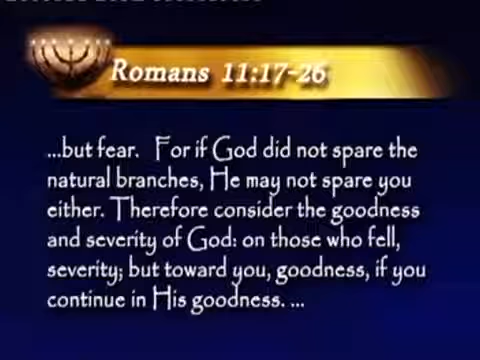 Romans 11:17-26
...but fear. For if God did not spare the
natural branches, He may not spare you
either. Therefore consider the goodness
and severity of God: on those who fell,
severity; but toward you, goodness, if you
continue in His goodness. ...